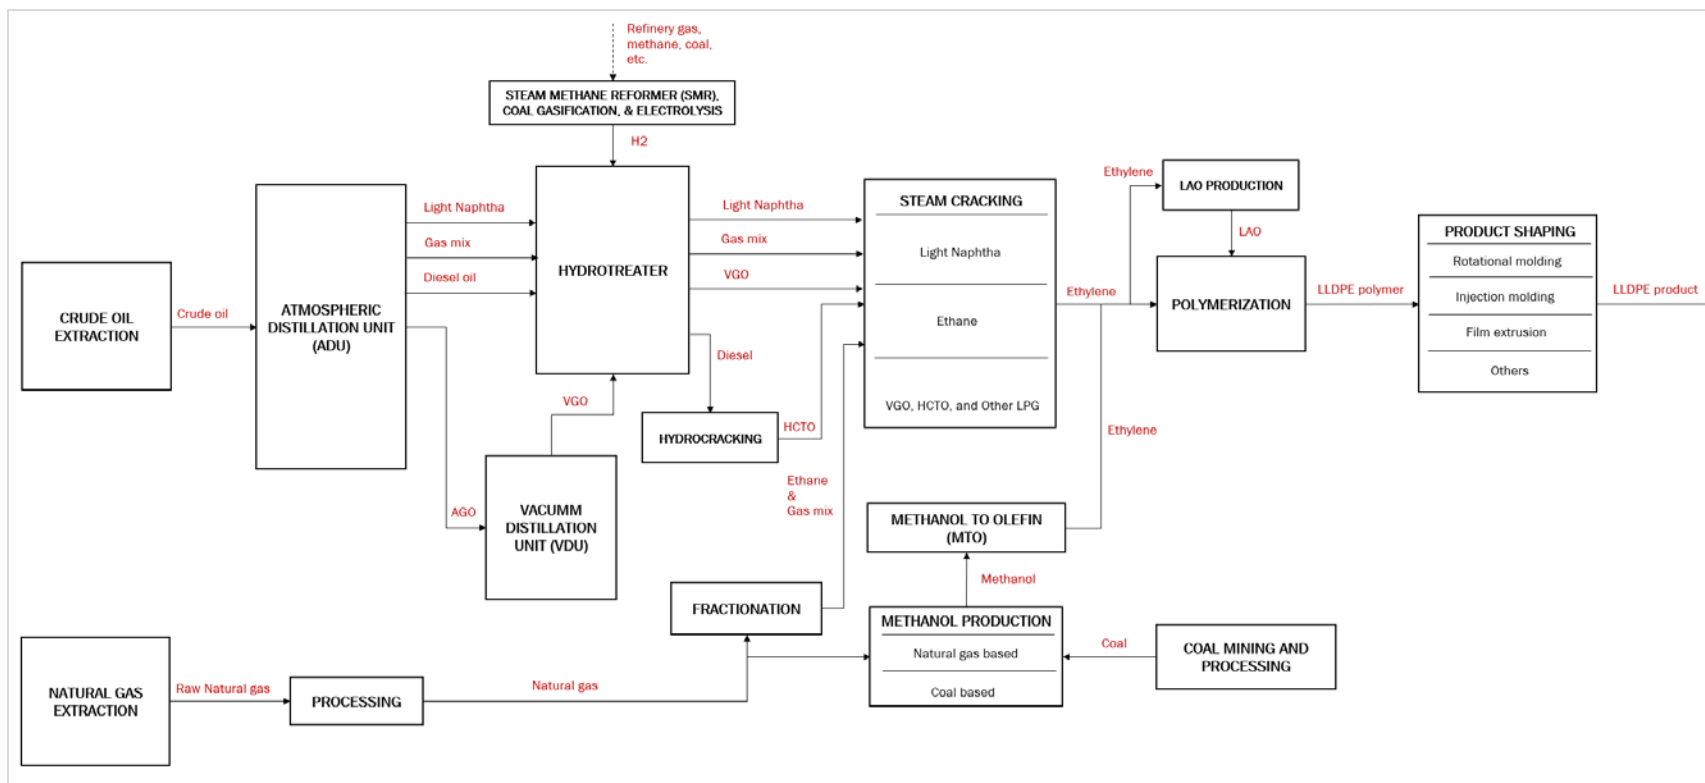 Refinery gas,
methane, coal,
etc.
STEAM METHANE REFORMER (SMR),
COAL GASIFICATION, & ELECTROLYSIS
H2
CRUDE OIL
EXTRACTION
Crude oil
ATMOSPHERIC
DISTILLATION UNIT
(ADU)
Light Naphtha
Gas mix
Diesel oil
AGO
VACUMM
DISTILLATION
UNIT (VDU)
VGO
HYDROTREATER
Light Naphtha
Gas mix
VGO
Diesel
HYDROCRACKING
HCTO
Ethane
&
Gas mix
STEAM CRACKING
Light Naphtha
Ethane
VGO, HCTO, and Other LPG
Ethylene
Ethylene
LAO PRODUCTION
LAO
POLYMERIZATION
LLDPE polymer
PRODUCT SHAPING
Rotational molding
Injection molding
Film extrusion
Others
LLDPE product
Ethylene
METHANOL TO OLEFIN
(MTO)
Methanol
METHANOL PRODUCTION
Natural gas based
Coal based
Coal
COAL MINING AND
PROCESSING
FRACTIONATION
NATURAL GAS
EXTRACTION
Raw Natural gas
PROCESSING
Natural gas